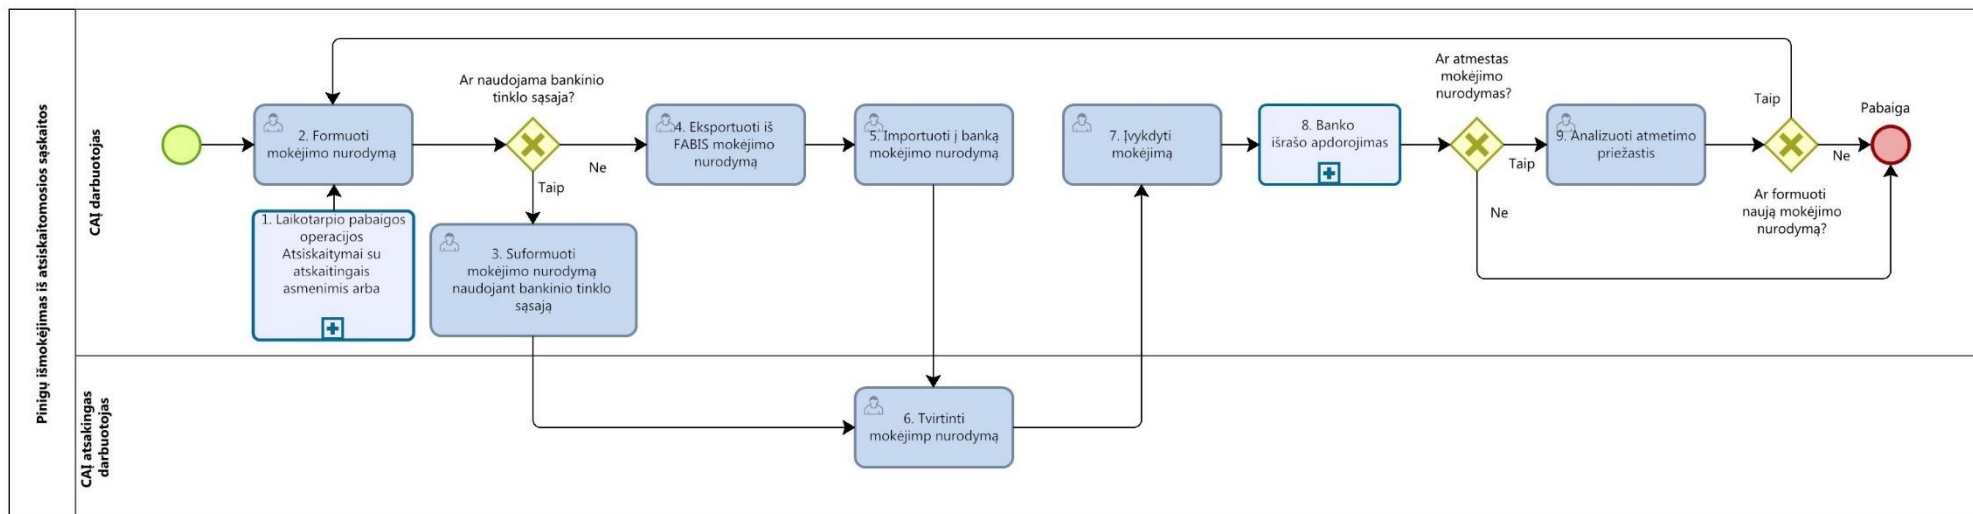 Pinigų išmokėjimas iš atsiskaitomosios sąskaitos
CAĮ darbuotojas
2. Formuoti
mokėjimo nurodymą
1. Laikotarpio pabaigos
operacijos
Atsiskaitymai su
atskaitingais
asmenimis arba
Ar naudojama bankinio
tinklo sąsaja?
Ne
Taip
3. Suformuoti
mokėjimo nurodymą
naudojant bankinio tinklo
sąsają
4. Eksportuoti iš
FABIS mokėjimo
nurodymą
5. Importuoti į banką
mokėjimo nurodymą
7. Įvykdyti
mokėjimą
8. Banko
išrašo apdorojimas
Ar atmestas
mokėjimo
nurodymas?
Taip
Ne
9. Analizuoti atmetimo
priežastis
Taip
Ne
Ar formuoti
naują mokėjimo
nurodymą?
Pabaiga
CAĮ atsakingas
darbuotojas
6. Tvirtinti
mokėjimp nurodymą